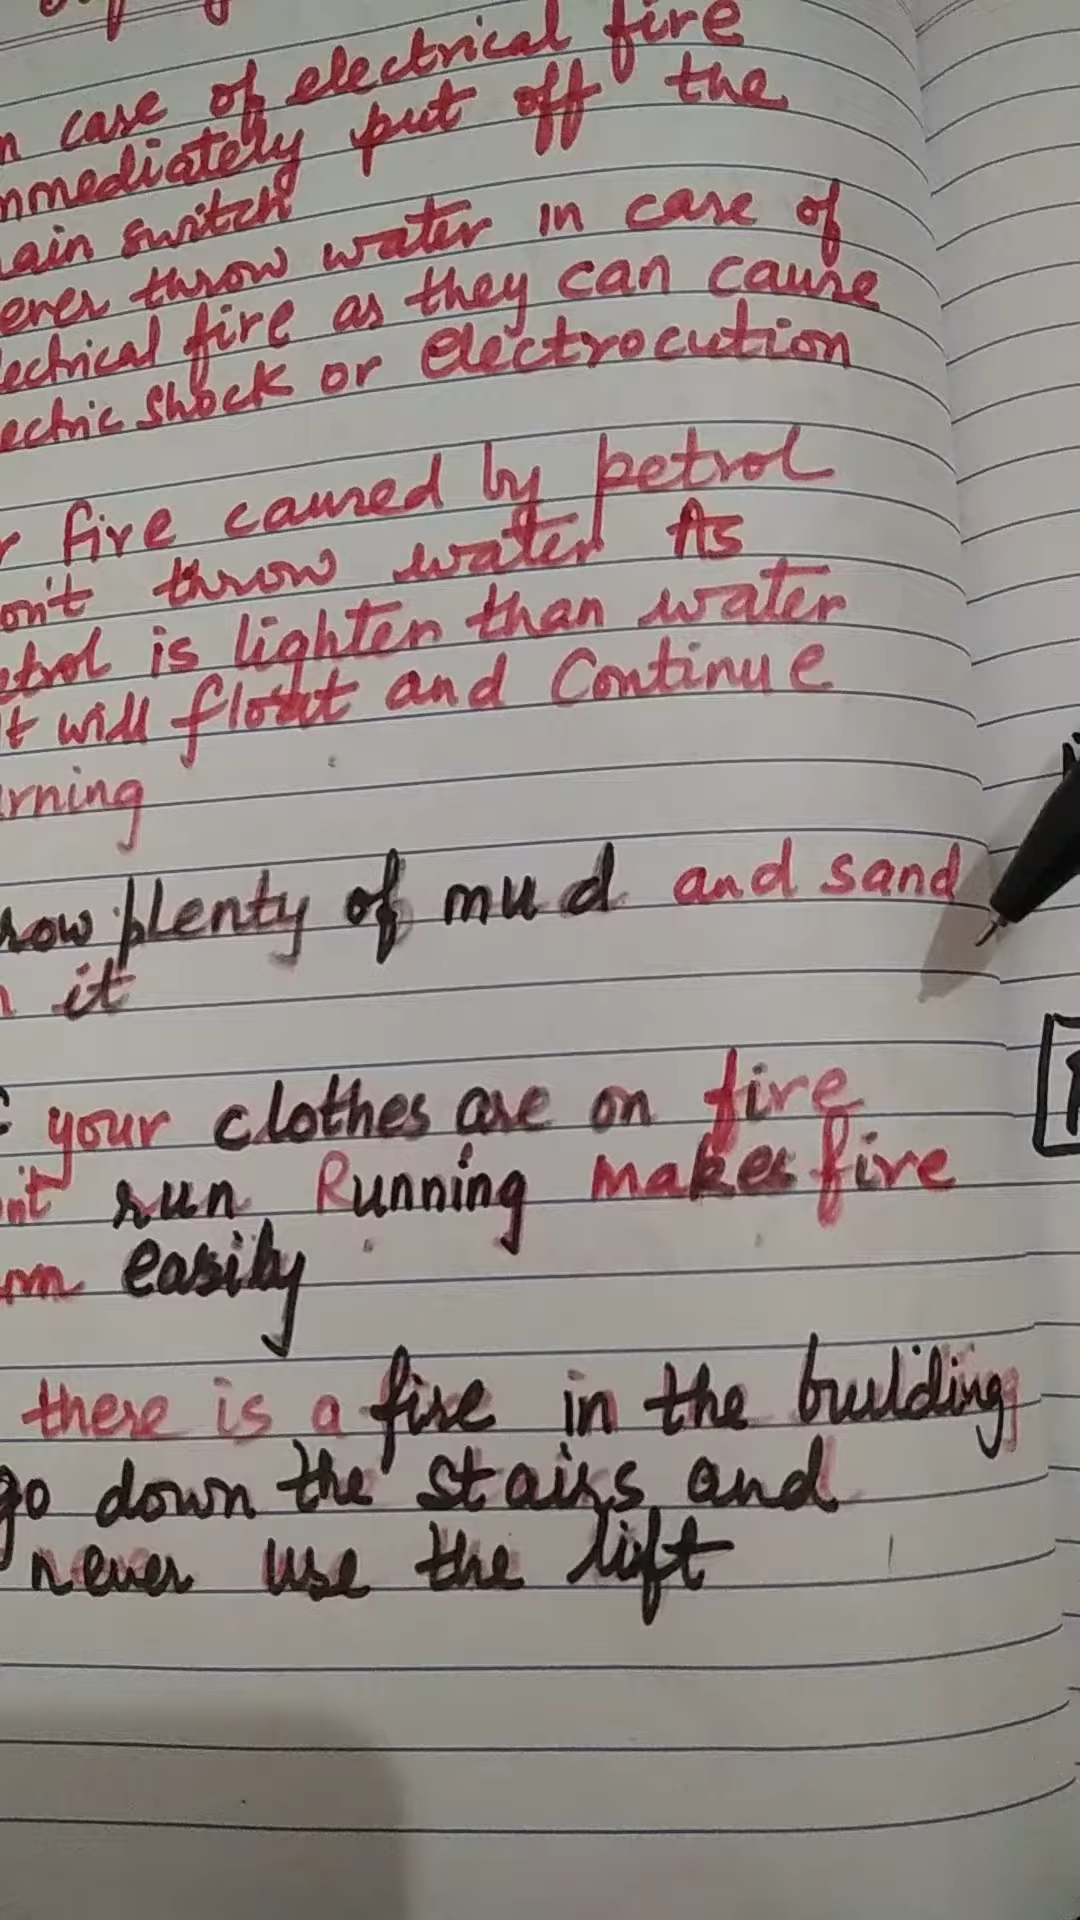 n case of electrical fire
mmediately put off the
ain switch
ever throw water in case of
lectrical fire as they can cause
ectric shock or electrocution
r fire caused by petrol
on't throw water As
etrol is lighter than water
t will float and Continue
rning
row plenty of mud and sand
n it
your clothes are on fire
n't run Running makes fire
rn easily
there is a fire in the building
go down the stairs and
never use the lift